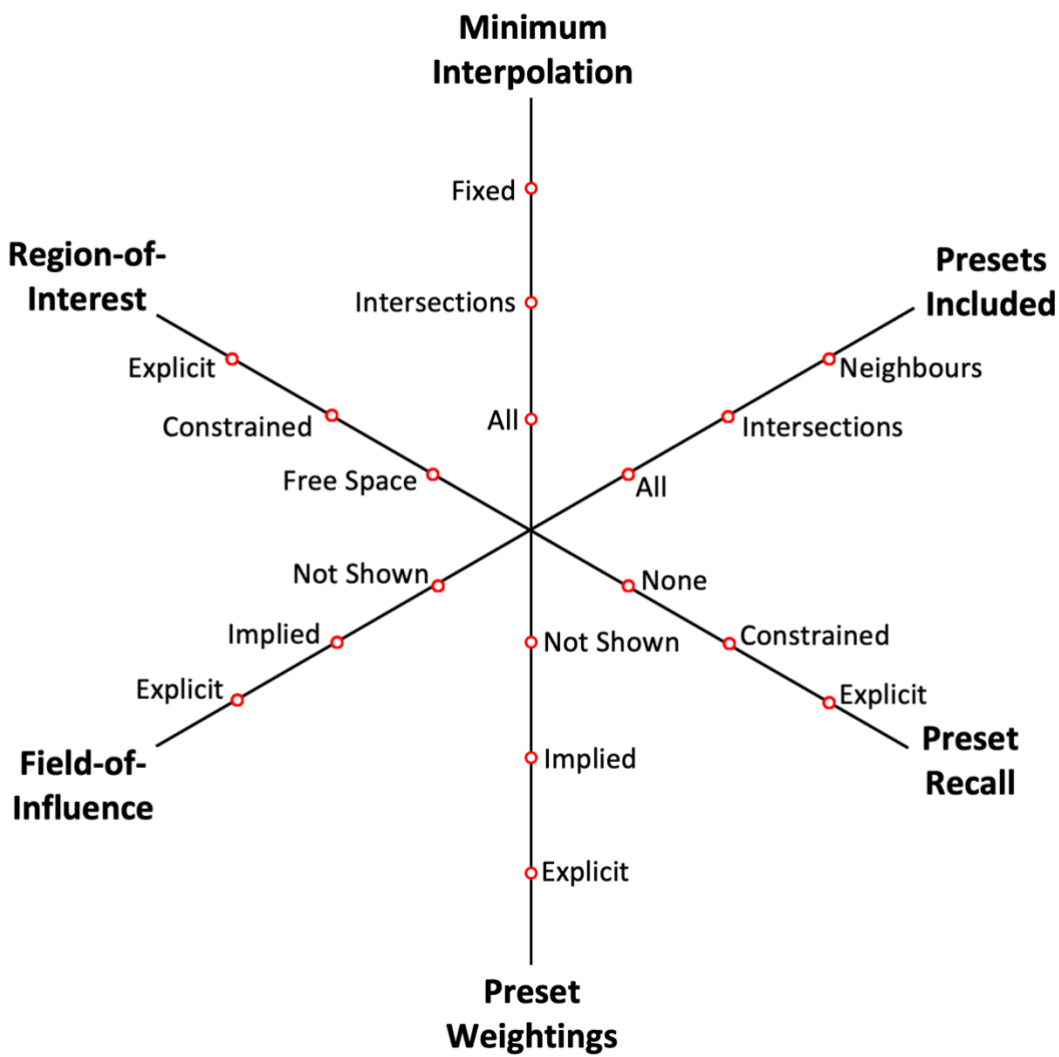 Minimum
Interpolation
Fixed
Region-of-
Interest
Presets
Included
Intersections
Explicit
Neighbours
Constrained
All
Intersections
Free Space
All
Not Shown
None
Implied
Not Shown
Constrained
Explicit
Explicit
Field-of-
Influence
Implied
Preset
Recall
Explicit
Preset
Weightings